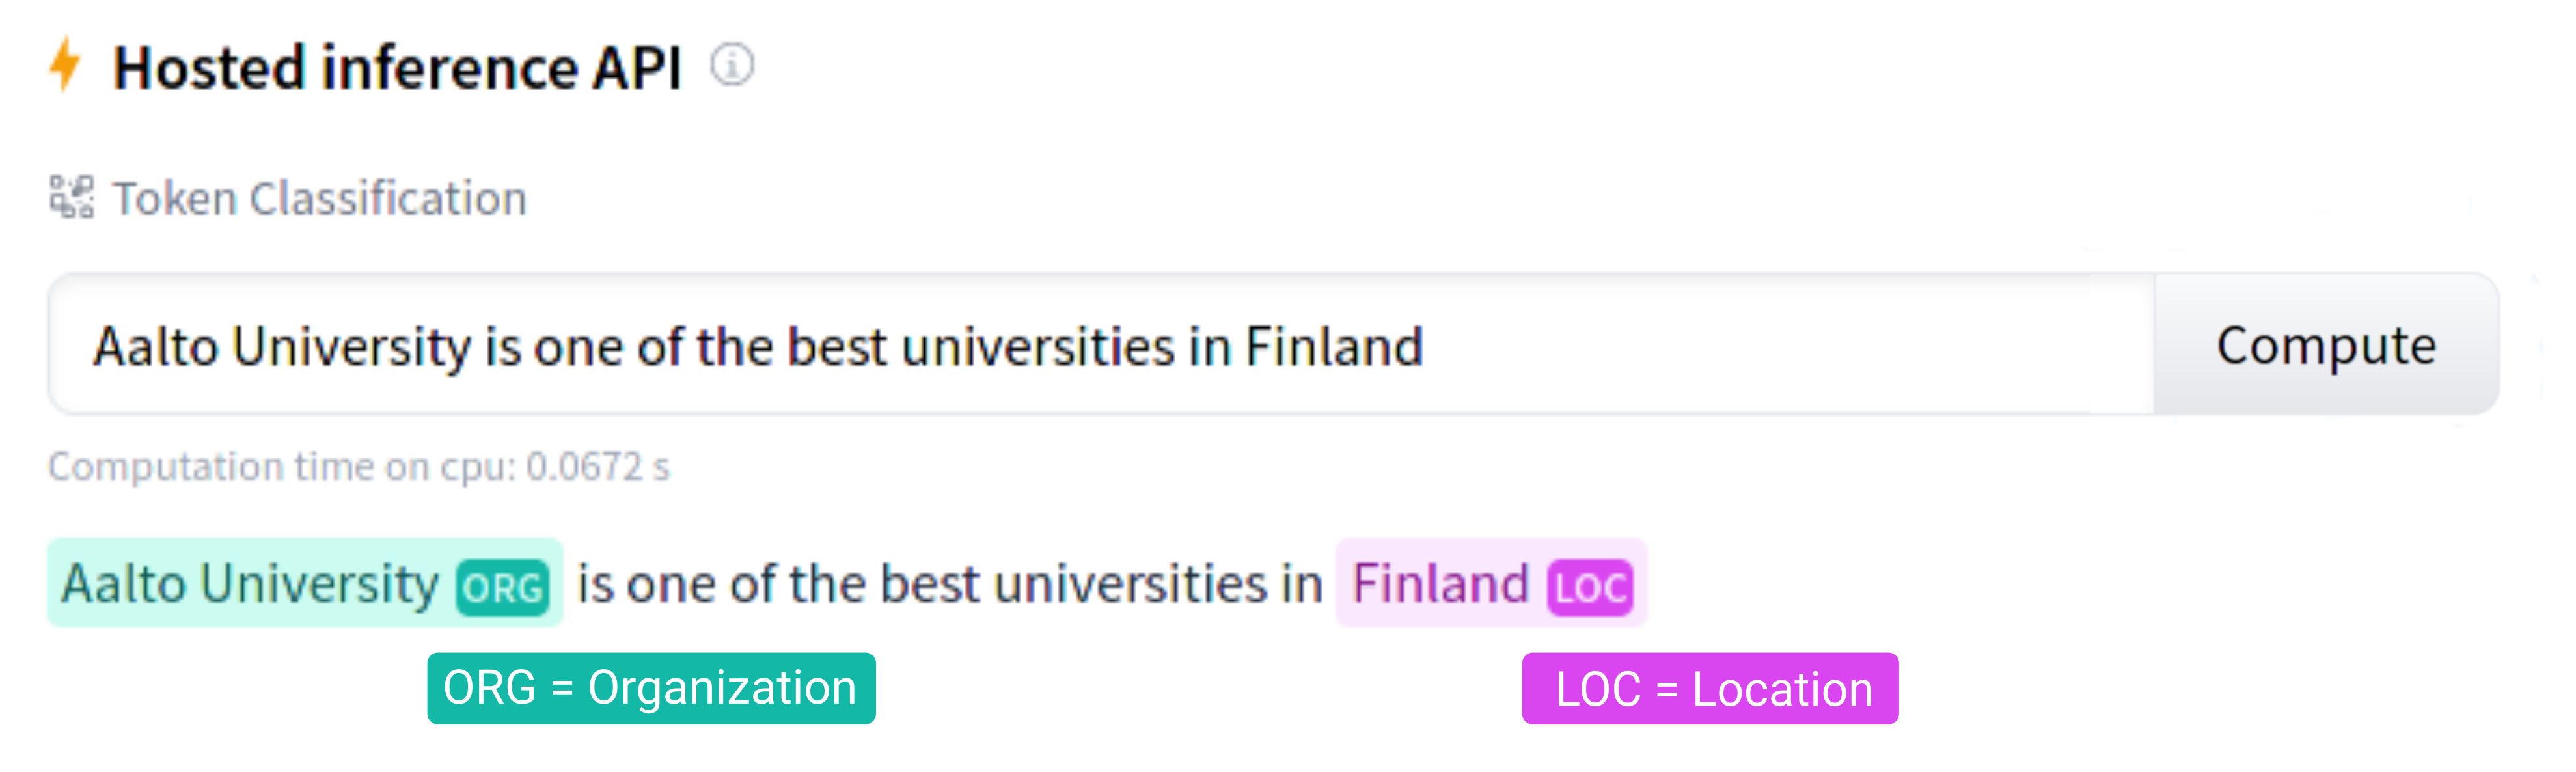 Hosted inference API
Token Classification
Aalto University is one of the best universities in Finland
Compute
Computation time on cpu: 0.0672 s
Aalto University ORG is one of the best universities in Finland LOC
ORG = Organization
LOC = Location